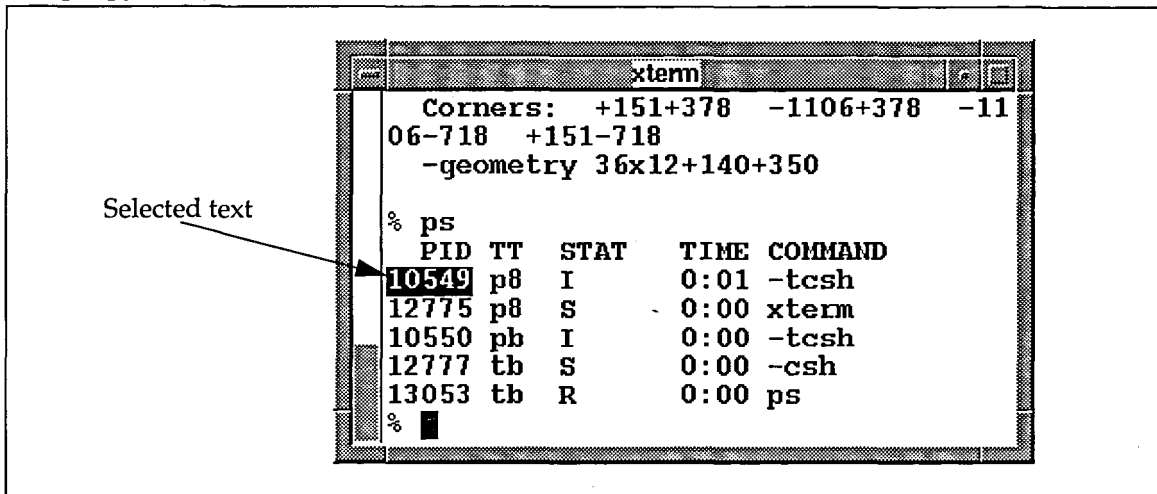 xterm
Corners: +151+378 -1106+378 -11
06-718 +151-718
-geometry 36x12+140+350
Selected text
% ps
PID TT STAT TIME COMMAND
10549 p8 I 0:01 -tcsh
12775 p8 S 0:00 xterm
10550 pb I 0:00 -tcsh
12777 tb S 0:00 -csh
13053 tb R 0:00 ps
%